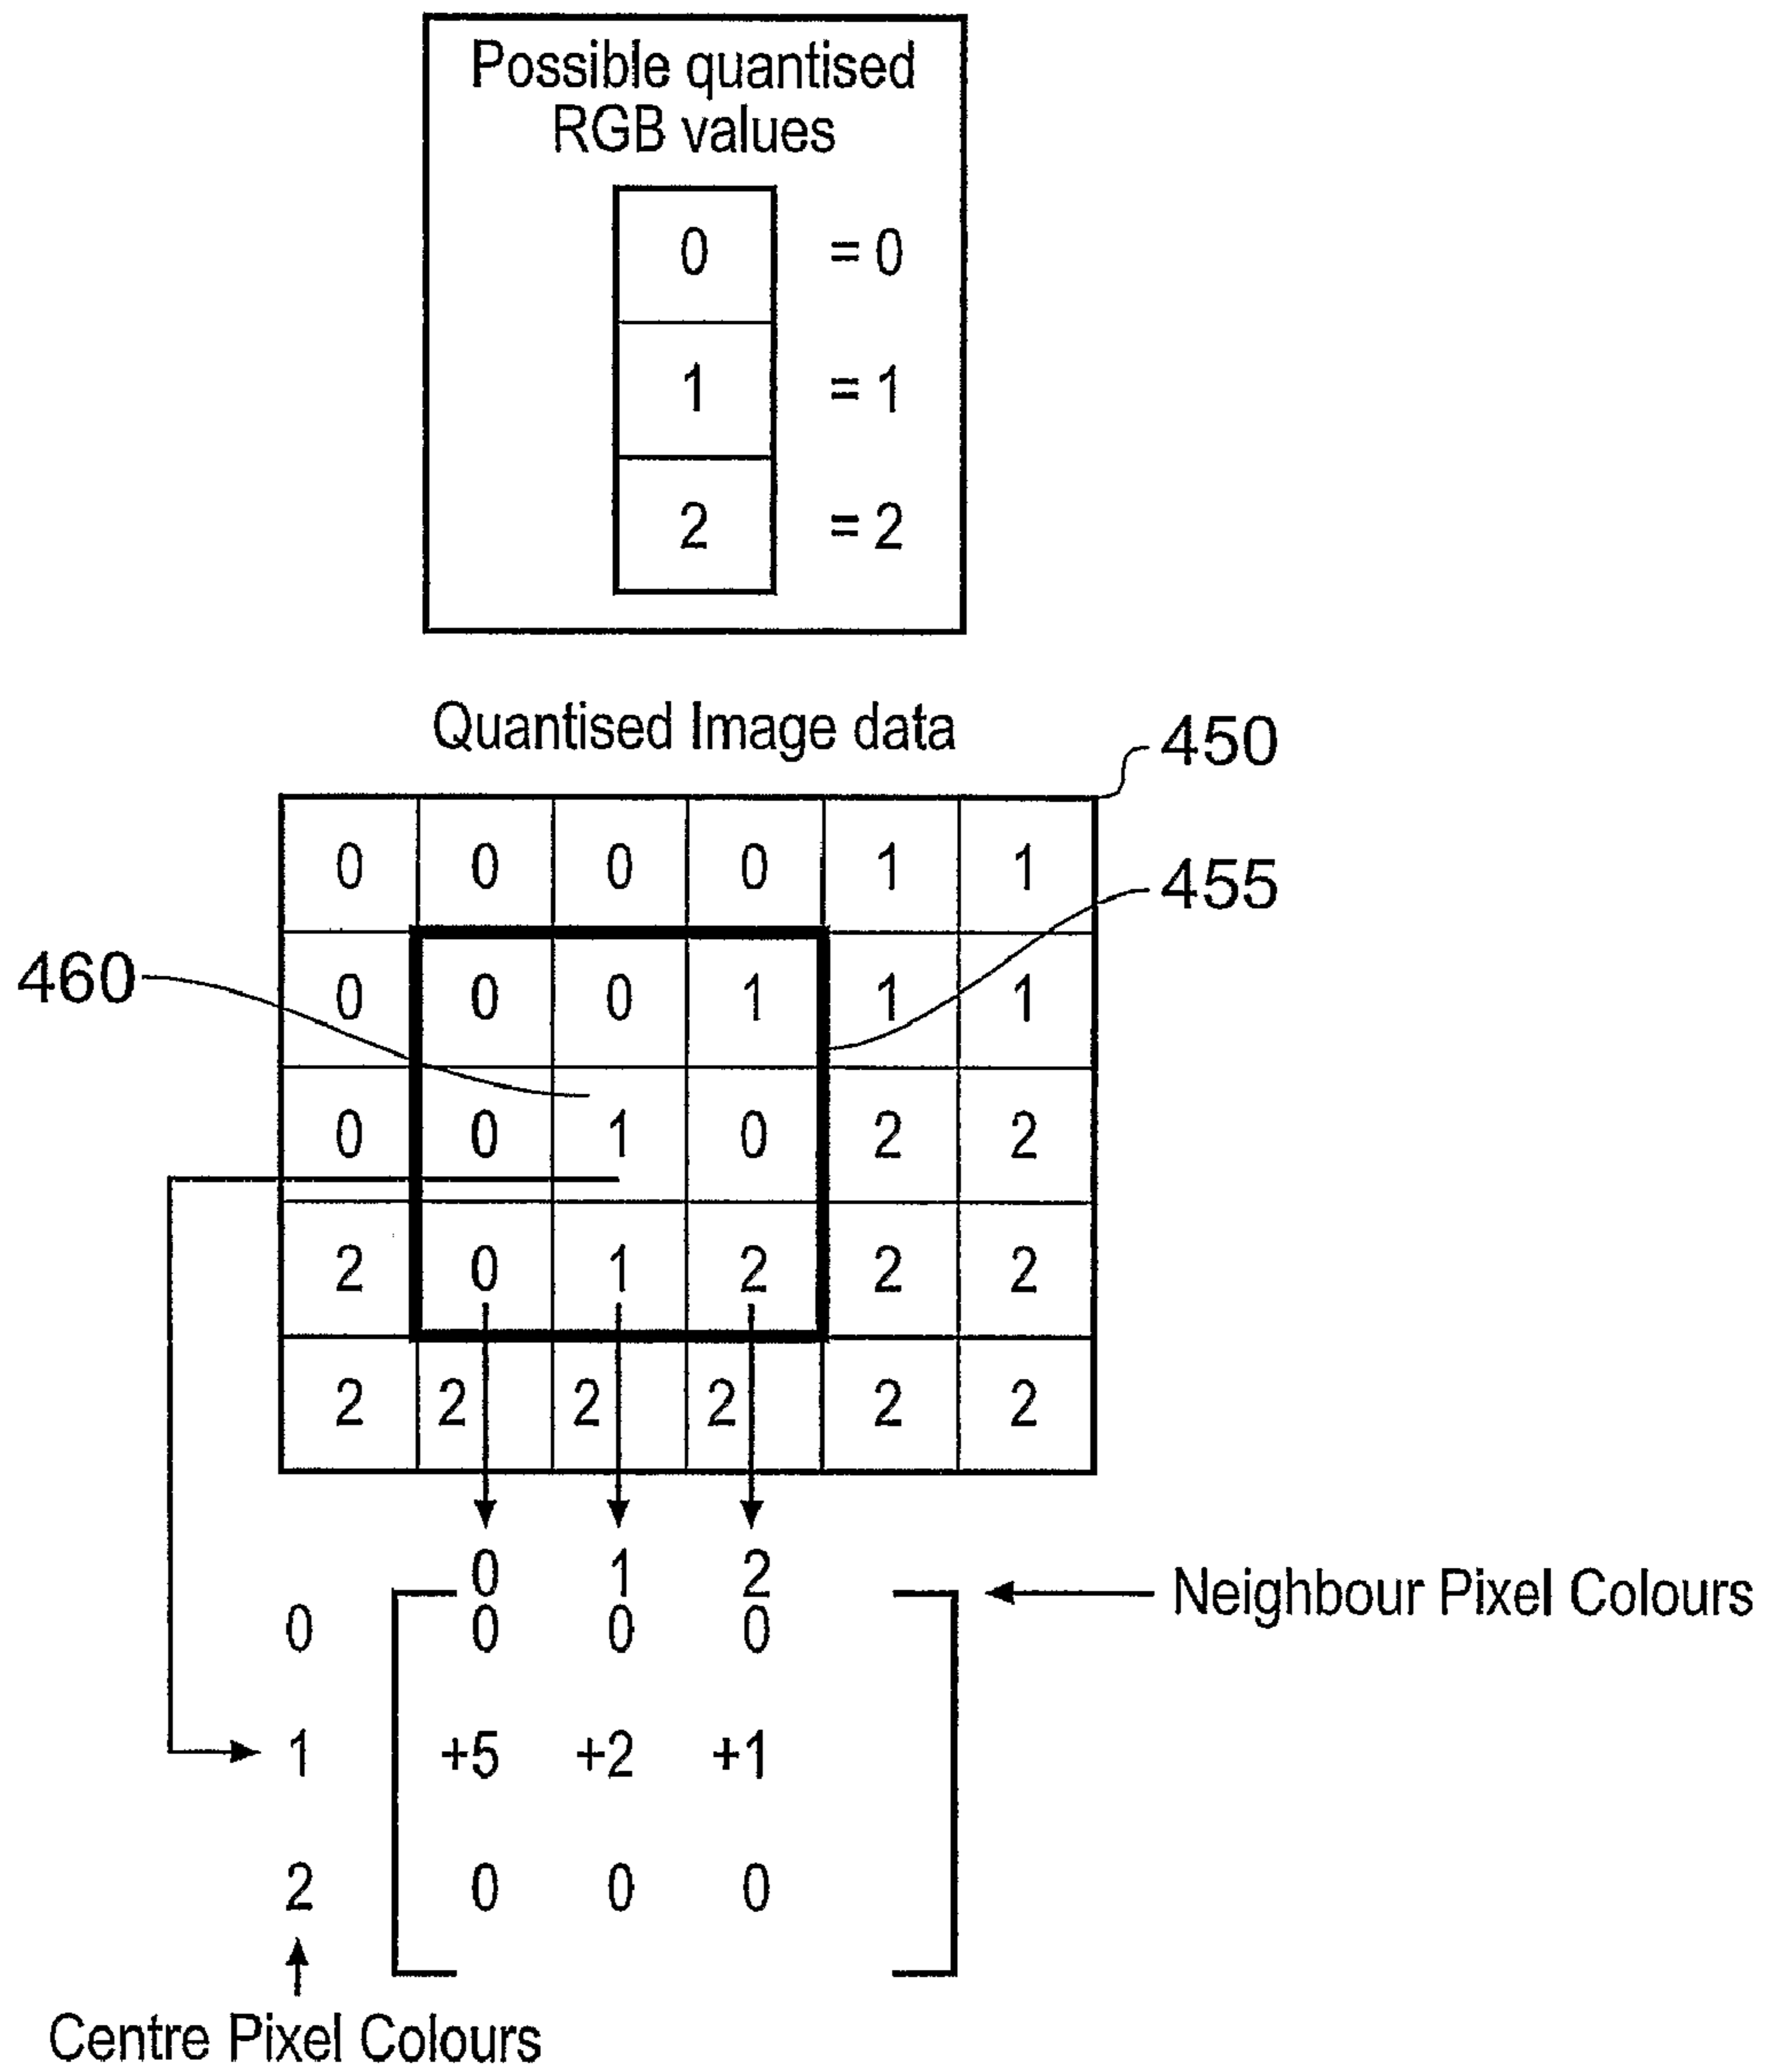 Possible quantised
RGB values
0 = 0
1 = 1
2 = 2
Quantised Image data
450
0 0 0 0 1 1
455
460
0 0 0 1 1 1
0 0 1 0 2 2
2 0 1 2 2 2
2 2 2 2 2 2
0 1 2
Neighbour Pixel Colours
0 0 0 0
1 +5 +2 +1
2 0 0 0
Centre Pixel Colours